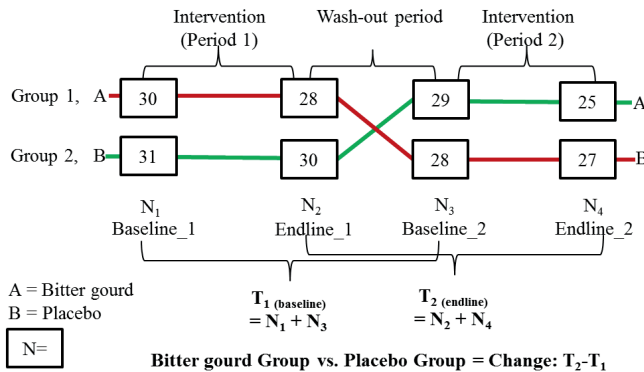 Intervention
(Period 1)
Wash-out period
Intervention
(Period 2)
Group 1, A 30 28 29 25 A
Group 2, B 31 30 28 27 B
N₁ N₂ N₃ N₄
Baseline_1 Endline_1 Baseline_2 Endline_2
A = Bitter gourd
B = Placebo
N=
T₁ (baseline)
= N₁ + N₃
T₂ (endline)
= N₂ + N₄
Bitter gourd Group vs. Placebo Group = Change: T₂-T₁